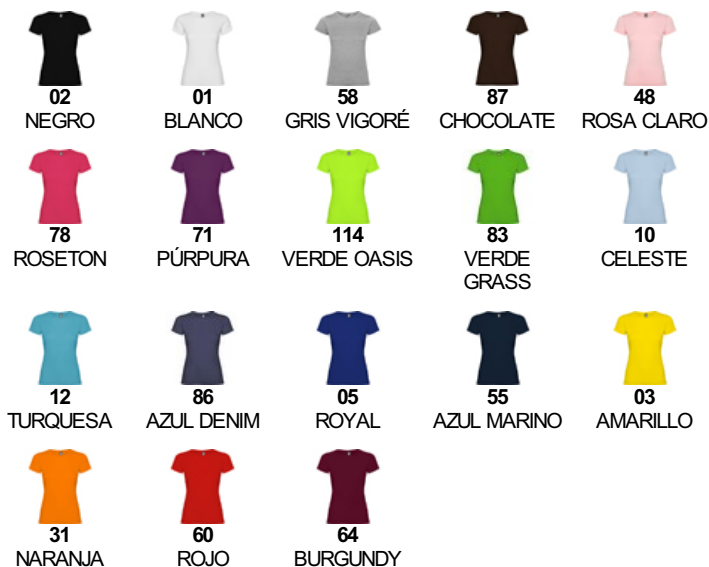 02 01 58 87 48
NEGRO BLANCO GRIS VIGORÉ CHOCOLATE ROSA CLARO
78 71 114 83 10
ROSETON PÚRPURA VERDE OASIS VERDE CELESTE
GRASS
12 86 05 55 03
TURQUESA AZUL DENIM ROYAL AZUL MARINO AMARILLO
31 60 64
NARANJA ROJO BURGUNDY